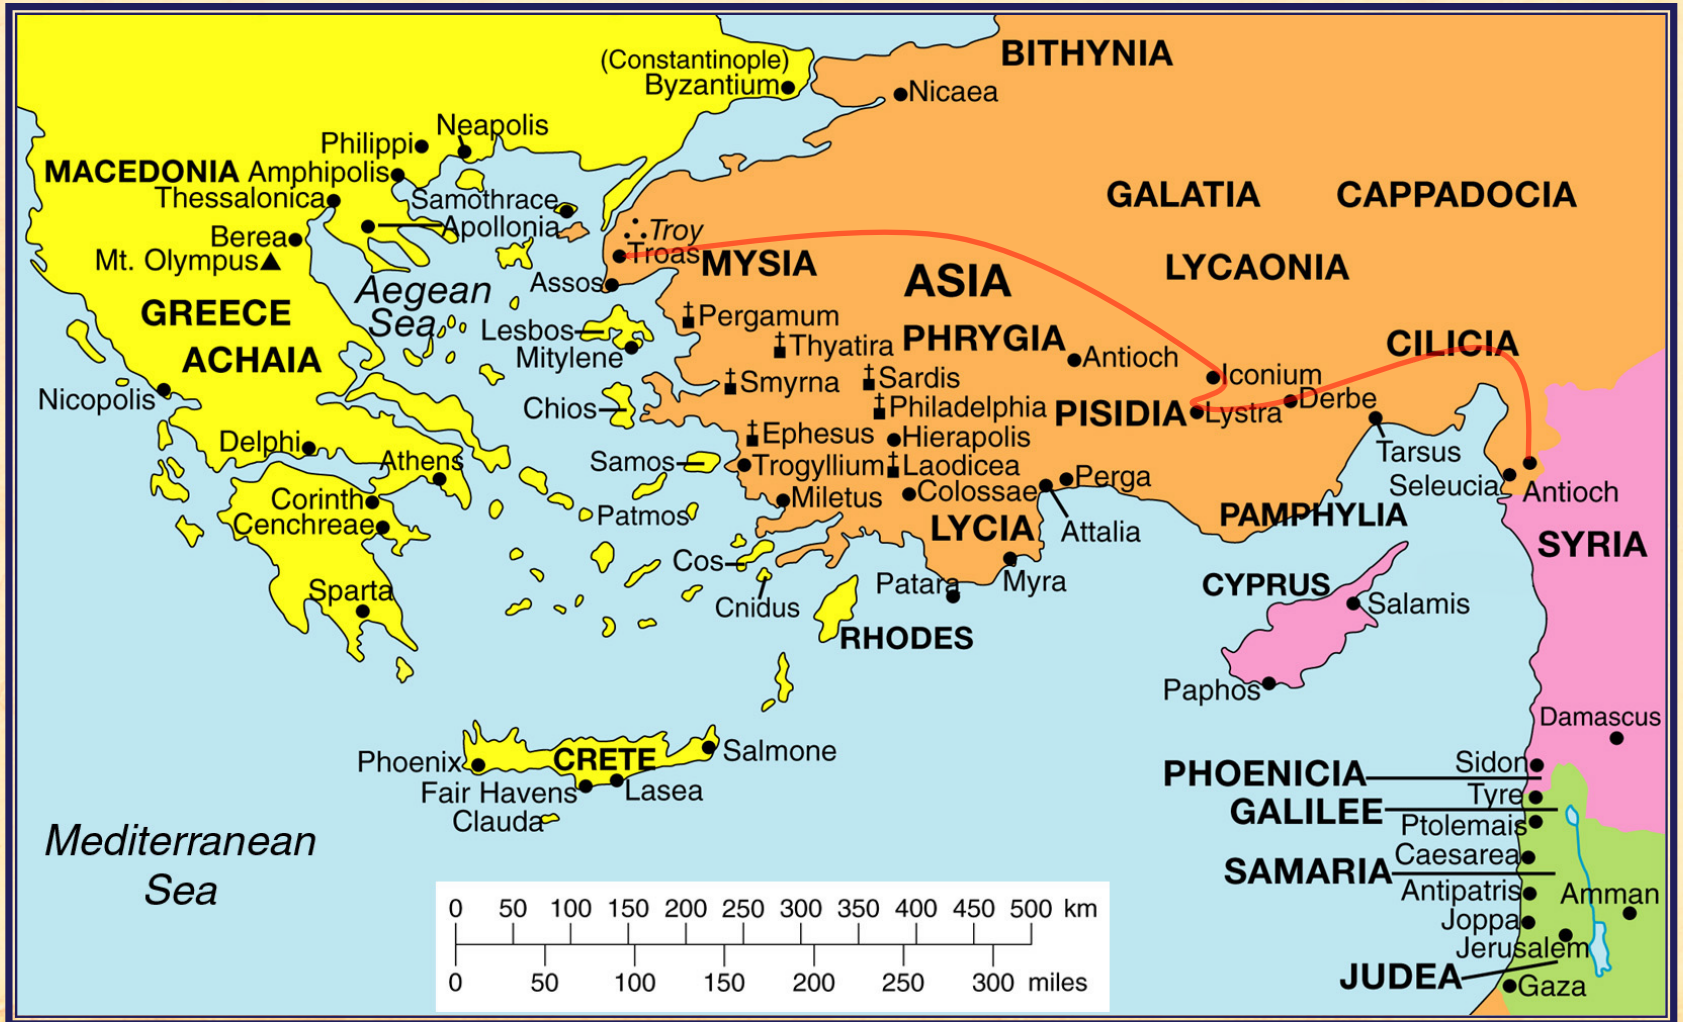 BITHYNIA
(Constantinople)
Byzantium
Nicaea
Neapolis
Philippi
MACEDONIA
Amphipolis
Thessalonica
Samothrace
Apollonia
GALATIA
CAPPADOCIA
Berea
Mt. Olympus
Troy
Troas
MYSIA
ASIA
LYCAONIA
Assos
Aegean
Sea
GREECE
ACHAIA
Lesbos
Mitylene
Pergamum
Thyatira
PHRYGIA
Antioch
CILICIA
Nicopolis
Smyrna
Sardis
Iconium
Chios
Philadelphia
PISIDIA
Lystra
Derbe
Delphi
Athens
Ephesus
Hierapolis
Tarsus
Samos
Trogyllium
Laodicea
Perga
Seleucia
Antioch
Corinth
Cenchreae
Miletus
Colossae
Patmos
LYCIA
Attalia
PAMPHYLIA
SYRIA
Cos
Cnidus
Patara
Myra
CYPRUS
Salamis
Sparta
RHODES
Paphos
Damascus
Phoenix
CRETE
Salmone
Fair Havens
Lasea
Clauda
PHOENICIA
Sidon
Tyre
GALILEE
Ptolemais
Mediterranean
Sea
SAMARIA
Caesarea
Antipatris
Amman
Joppa
Jerusalem
JUDEA
Gaza
0 50 100 150 200 250 300 350 400 450 500 km
0 50 100 150 200 250 300 miles